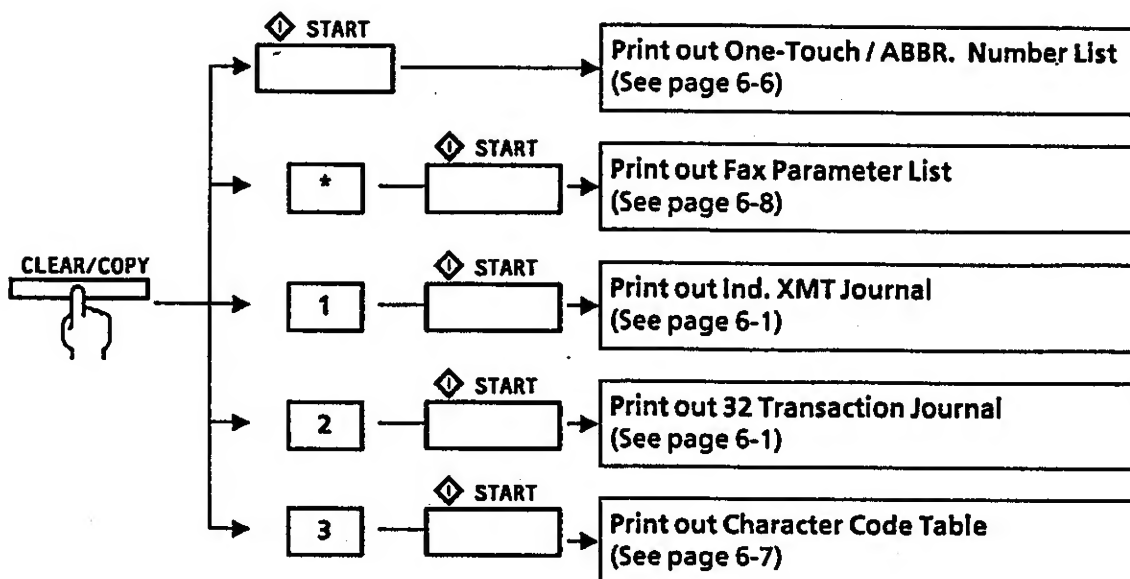 START
Print out One-Touch / ABBR. Number List
(See page 6-6)
START
*
Print out Fax Parameter List
(See page 6-8)
CLEAR/COPY
START
1
Print out Ind. XMT Journal
(See page 6-1)
START
2
Print out 32 Transaction Journal
(See page 6-1)
START
3
Print out Character Code Table
(See page 6-7)